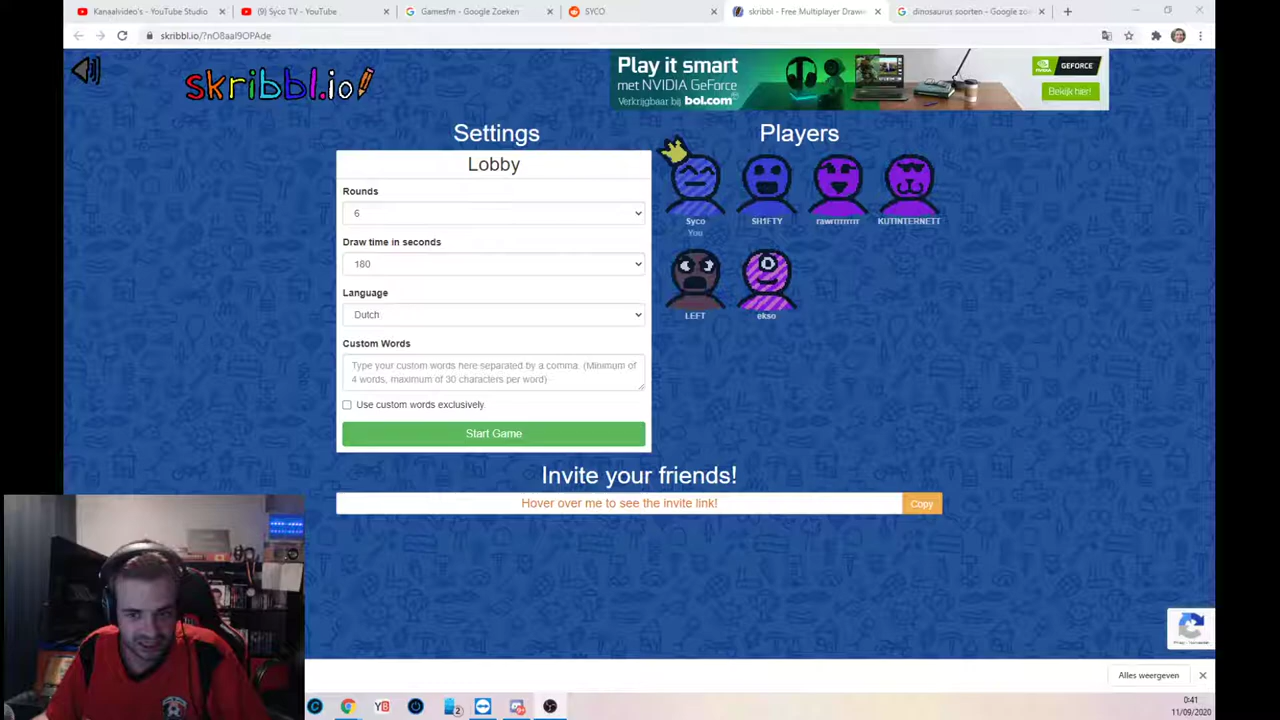 Kanaalvideo's - YouTube Studio
(9) Syco TV - YouTube
Gamesfm - Google Zoeken
SYCO
skribbl - Free Multiplayer Drawi
dinosaurus soorten - Google zoe
skribbl.io/?nO8aaI9OPAde
skribbl.io
Play it smart
met NVIDIA GeForce
Verkrijgbaar bij bol.com
NVIDIA GEFORCE
Bekijk hier!
Settings
Players
Lobby
Rounds
6
Draw time in seconds
180
Language
Dutch
Custom Words
Type your custom words here separated by a comma. (Minimum of
4 words, maximum of 30 characters per word)
Use custom words exclusively
Start Game
Syco
You
SH1FTY
rawrrrrrrrr
KUTINTERNETT
LEFT
ekso
Invite your friends!
Hover over me to see the invite link!
Copy
Alles weergeven
0:41
11/09/2020